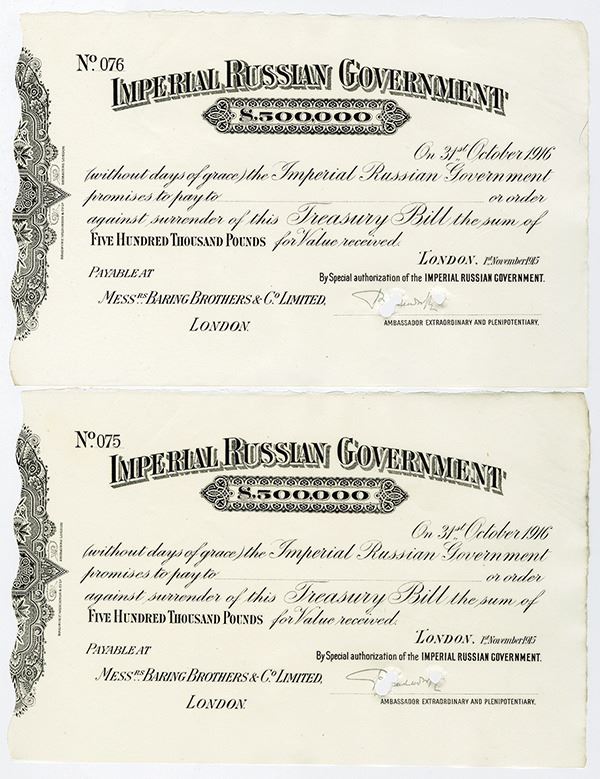 No. 076
IMPERIAL RUSSIAN GOVERNMENT
£.500.000
On 31st October 1916
(without days of grace) the Imperial Russian Government
promises to pay to or order
against surrender of this Treasury Bill the sum of
FIVE HUNDRED THOUSAND POUNDS for Value received.
LONDON, 1st November 1915
PAYABLE AT
By Special authorization of the IMPERIAL RUSSIAN GOVERNMENT.
MESSRS BARING BROTHERS & Co LIMITED,
LONDON.
AMBASSADOR EXTRAORDINARY AND PLENIPOTENTIARY.
No. 075
IMPERIAL RUSSIAN GOVERNMENT
£.500.000
On 31st October 1916
(without days of grace) the Imperial Russian Government
promises to pay to or order
against surrender of this Treasury Bill the sum of
FIVE HUNDRED THOUSAND POUNDS for Value received.
LONDON, 1st November 1915
PAYABLE AT
By Special authorization of the IMPERIAL RUSSIAN GOVERNMENT.
MESSRS BARING BROTHERS & Co LIMITED,
LONDON.
AMBASSADOR EXTRAORDINARY AND PLENIPOTENTIARY.